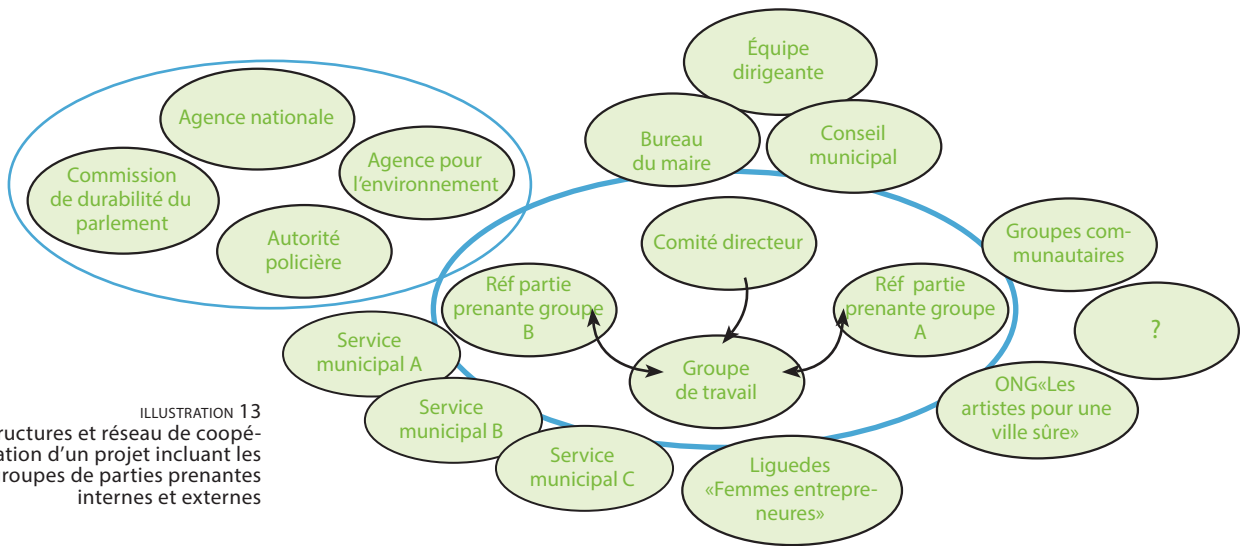 Équipe
dirigeante
Agence nationale
Bureau
du maire
Conseil
municipal
Agence pour
l'environnement
Commission
de durabilité du
parlement
Autorité
policière
Comité directeur
Groupes com-
munautaires
Réf partie
prenante groupe
B
Réf partie
prenante groupe
A
?
Service
municipal A
Groupe
de travail
ONG«Les
artistes pour une
ville sûre»
Service
municipal B
Service
municipal C
Liguedes
«Femmes entrepre-
neures»
ILLUSTRATION 13
ructures et réseau de coopé-
ation d'un projet incluant les
roupes de parties prenantes
internes et externes